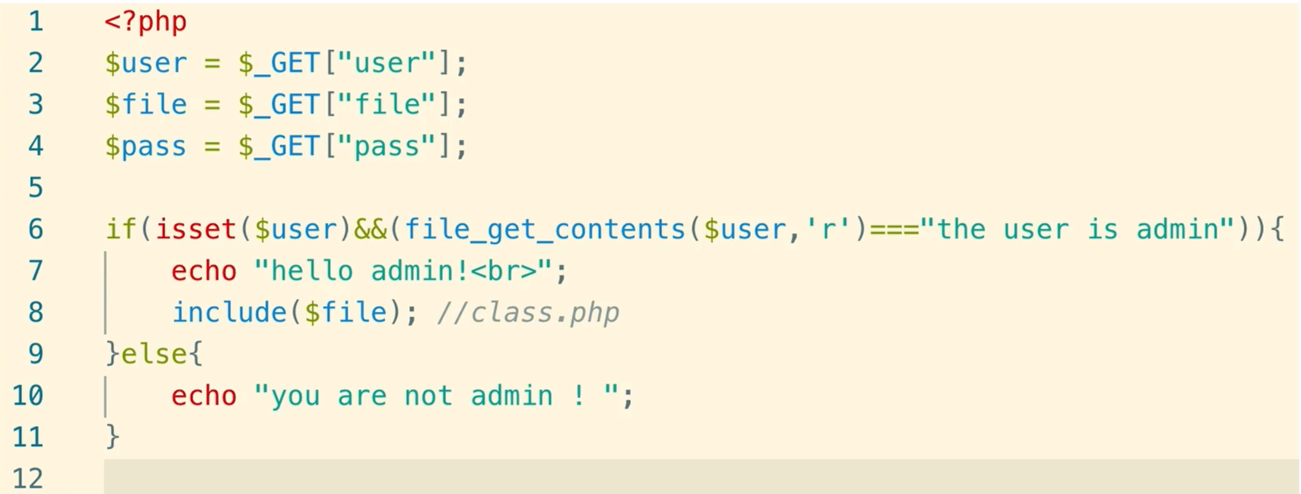 1 <?php
2 $user = $_GET["user"];
3 $file = $_GET["file"];
4 $pass = $_GET["pass"];
5
6 if(isset($user)&&(file_get_contents($user,'r')==="the user is admin")){
7 echo "hello admin!<br>";
8 include($file); //class.php
9 }else{
10 echo "you are not admin ! ";
11 }
12